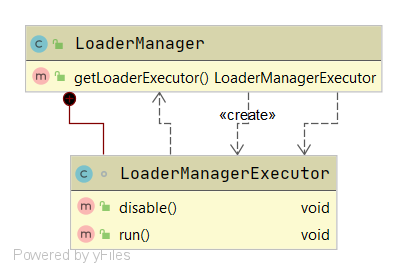 LoaderManager
getLoaderExecutor() LoaderManagerExecutor
«create»
LoaderManagerExecutor
disable() void
run() void
Powered by yFiles